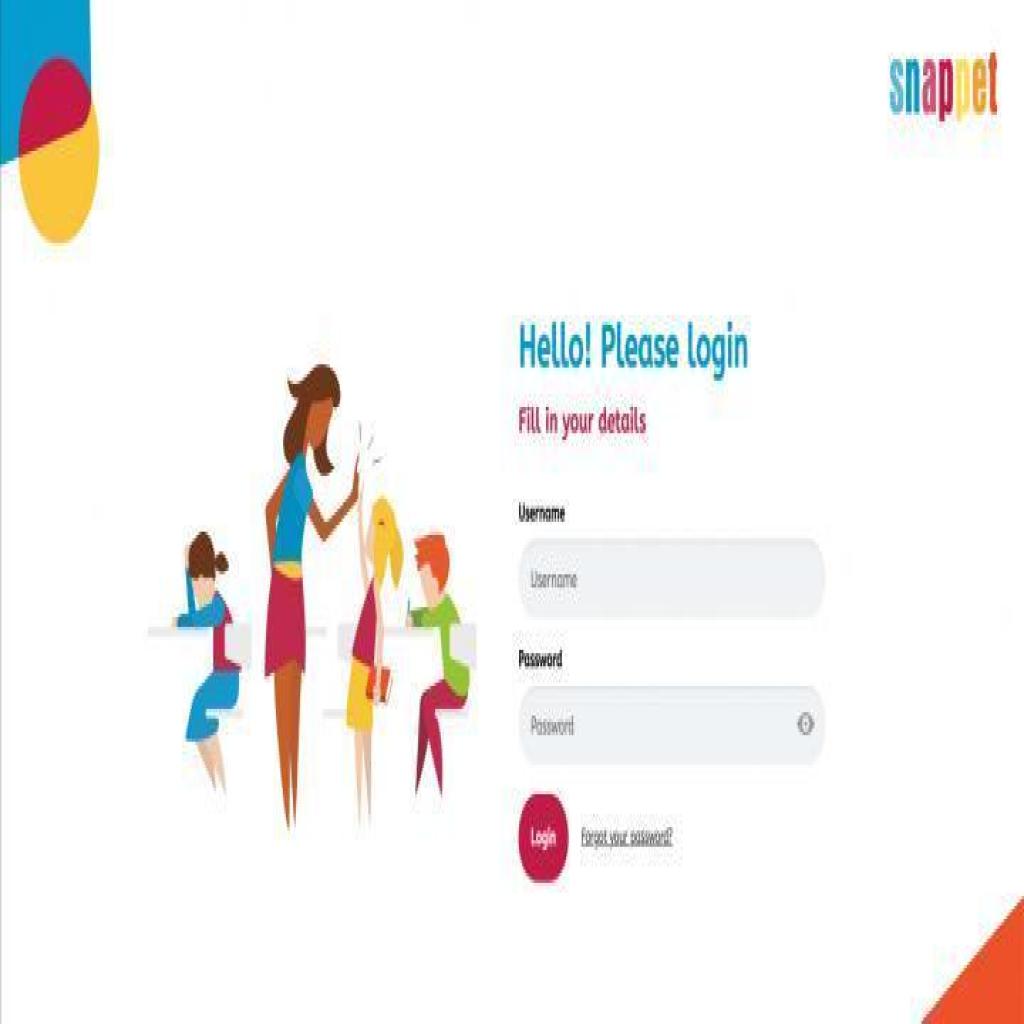 snappet
Hello! Please login
Fill in your details
Username
Username
Password
Password
Login Forgot your password?